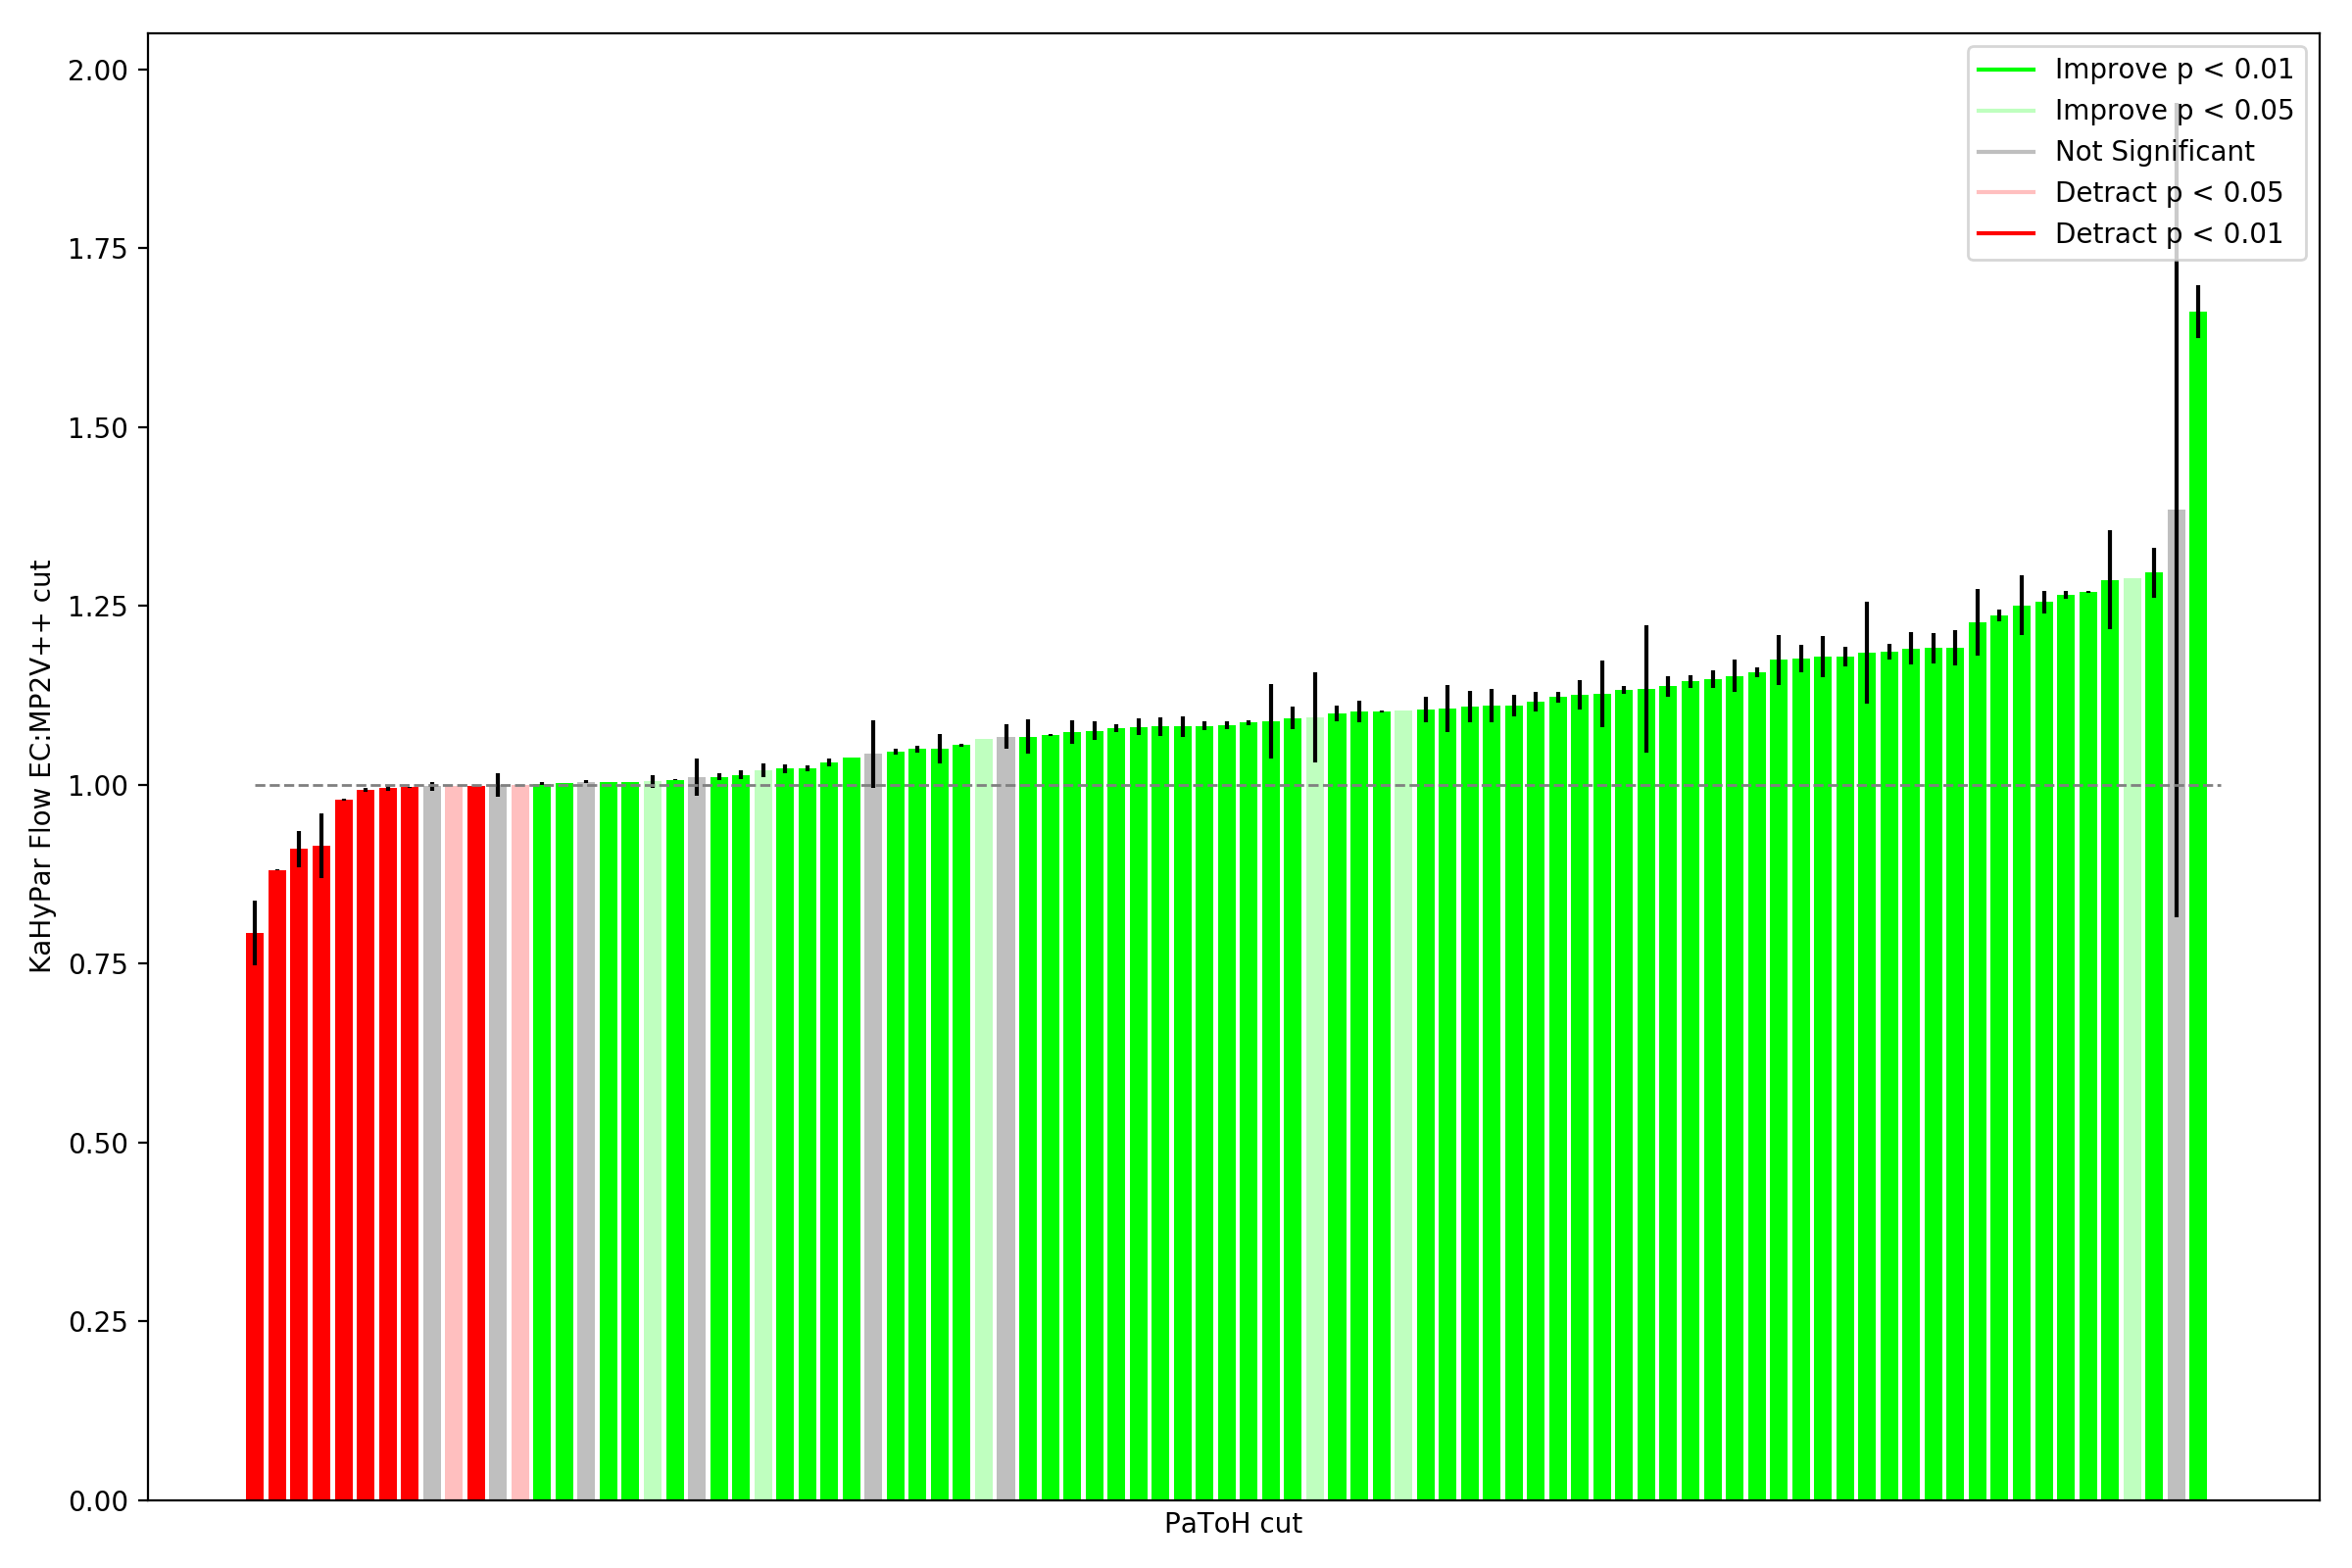 2.00
1.75
1.50
1.25
1.00
0.75
0.50
0.25
0.00
KaHyPar Flow EC:MP2V++ cut
PaToH cut
Improve p < 0.01
Improve p < 0.05
Not Significant
Detract p < 0.05
Detract p < 0.01